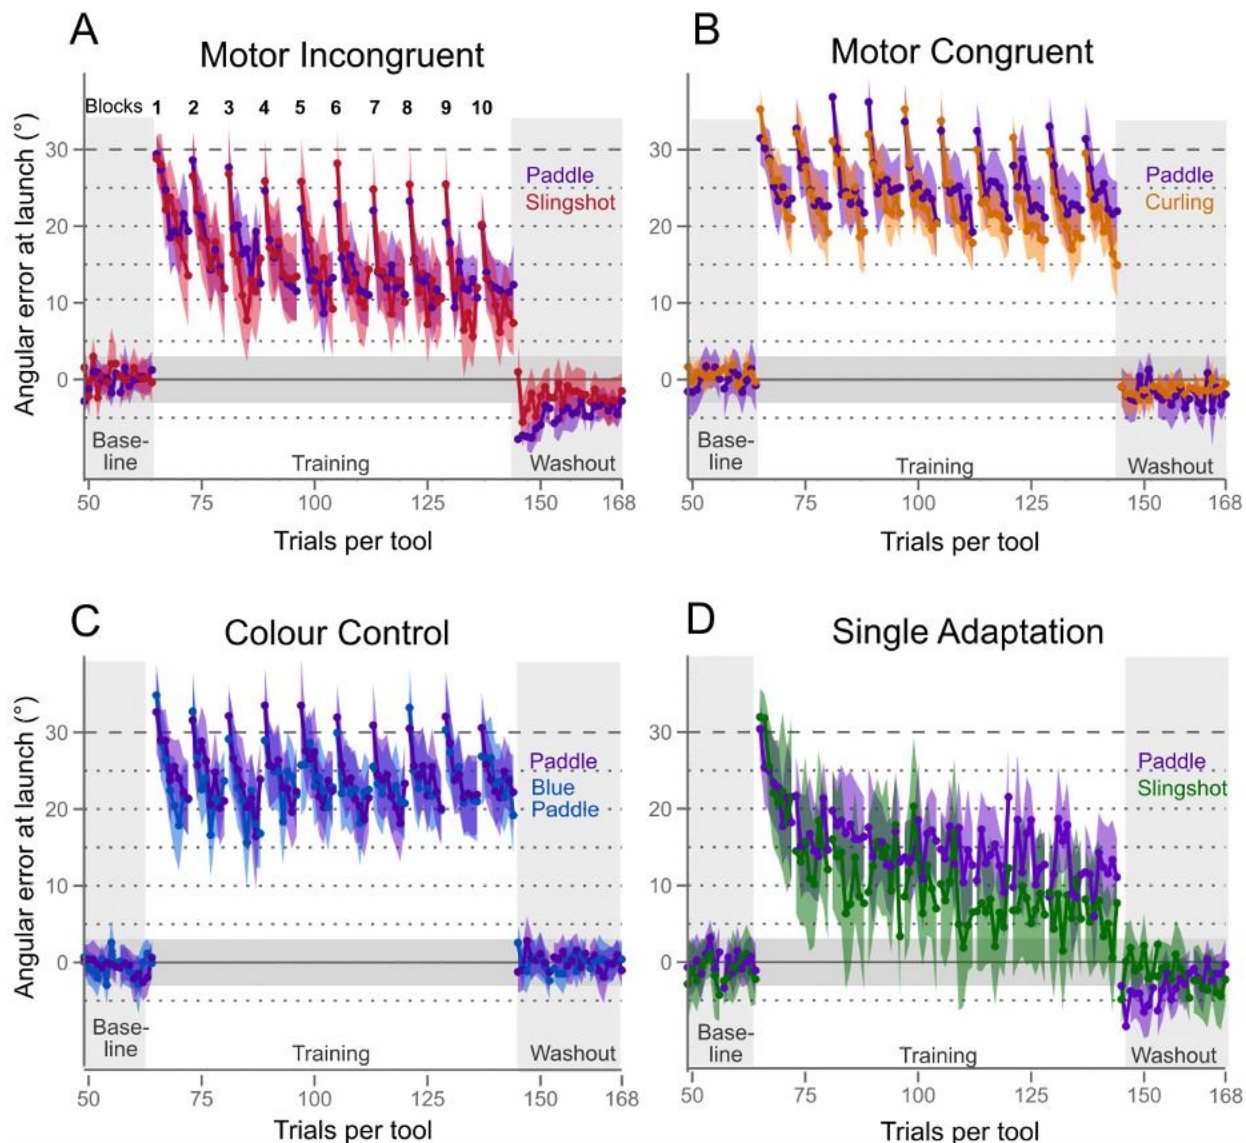 A
Motor Incongruent
Blocks 1 2 3 4 5 6 7 8 9 10
Angular error at launch (°)
30
20
10
0
Paddle
Slingshot
Base-
line
Training
Washout
50 75 100 125 150 168
Trials per tool
B
Motor Congruent
30
20
10
0
Paddle
Curling
Base-
line
Training
Washout
50 75 100 125 150 168
Trials per tool
C
Colour Control
Angular error at launch (°)
30
20
10
0
Paddle
Blue
Paddle
Base-
line
Training
Washout
50 75 100 125 150 168
Trials per tool
D
Single Adaptation
30
20
10
0
Paddle
Slingshot
Base-
line
Training
Washout
50 75 100 125 150 168
Trials per tool